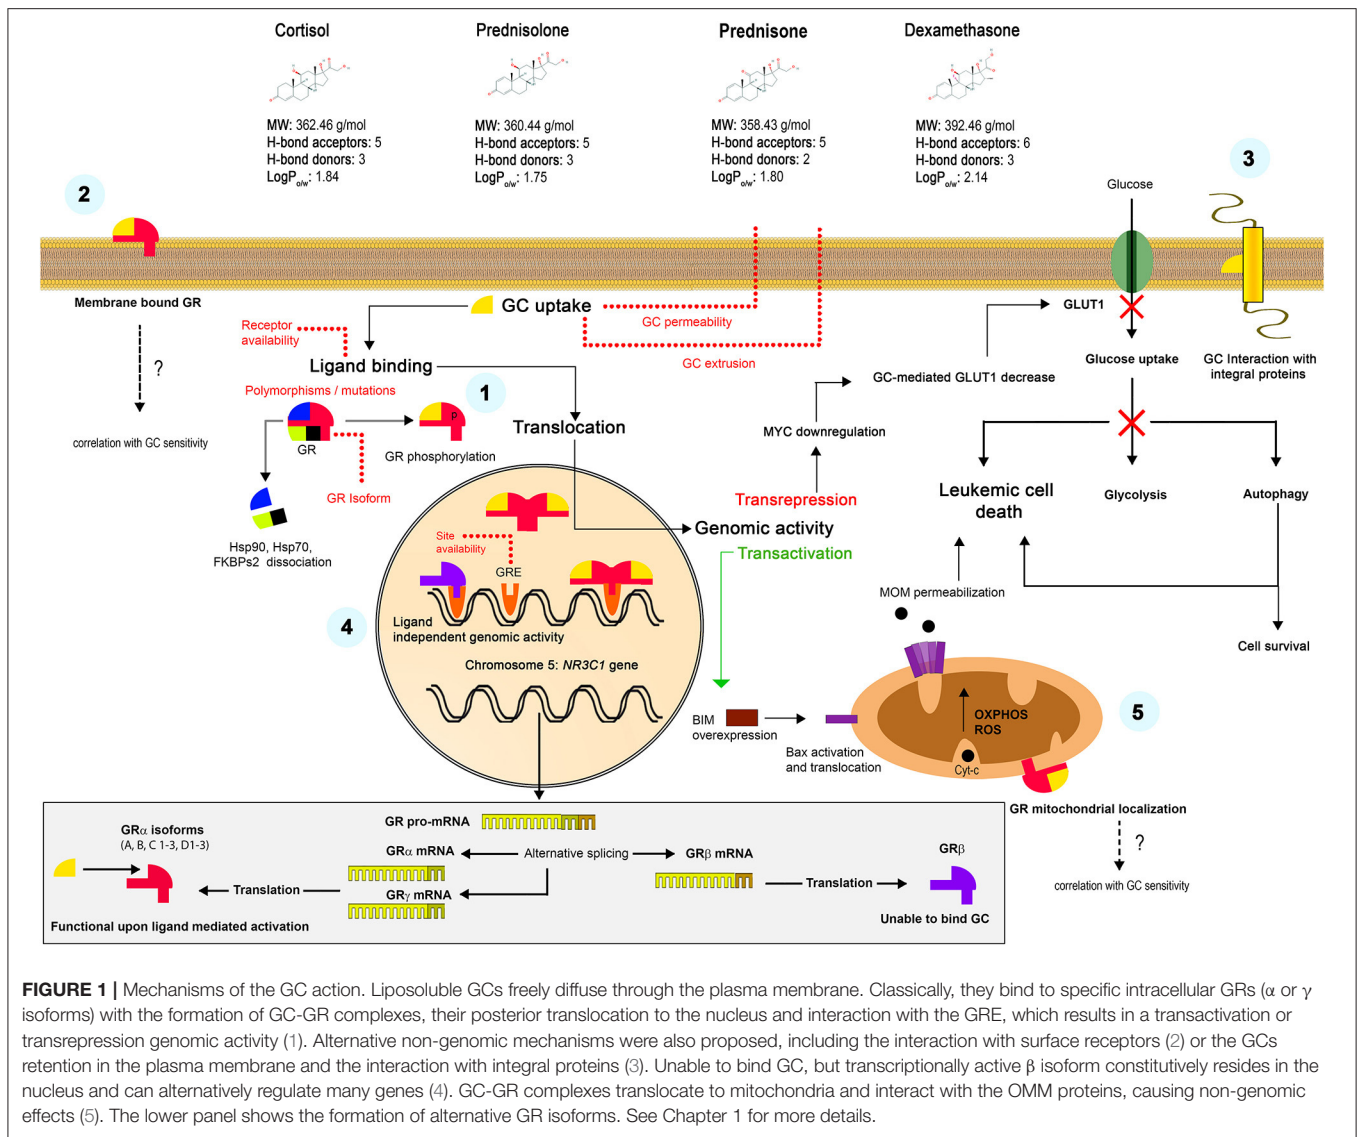 Cortisol
MW: 362.46 g/mol
H-bond acceptors: 5
H-bond donors: 3
LogPo/w: 1.84
Prednisolone
MW: 360.44 g/mol
H-bond acceptors: 5
H-bond donors: 3
LogPo/w: 1.75
Prednisone
MW: 358.43 g/mol
H-bond acceptors: 5
H-bond donors: 2
LogPo/w: 1.80
Dexamethasone
MW: 392.46 g/mol
H-bond acceptors: 6
H-bond donors: 3
LogPo/w: 2.14
2
3
Glucose
Membrane bound GR
?
correlation with GC sensitivity
GC uptake
GC permeability
GC extrusion
Receptor
availability
Ligand binding
Polymorphisms / mutations
1
GR
P
GR phosphorylation
GR Isoform
Hsp90, Hsp70,
FKBPs2 dissociation
Translocation
GLUT1
Glucose uptake
GC Interaction with
integral proteins
GC-mediated GLUT1 decrease
MYC downregulation
Transrepression
Genomic activity
Transactivation
Leukemic cell
death
Glycolysis
Autophagy
Cell survival
Site
availability
GRE
4
Ligand
independent genomic activity
Chromosome 5: NR3C1 gene
MOM permeabilization
BIM
overexpression
Bax activation
and translocation
OXPHOS
ROS
Cyt-c
5
GR mitochondrial localization
?
correlation with GC sensitivity
GR pro-mRNA
GRα isoforms
(A, B, C 1-3, D1-3)
GRα mRNA
Alternative splicing
GRβ mRNA
GRβ
Translation
GRγ mRNA
Translation
Functional upon ligand mediated activation
Unable to bind GC
FIGURE 1 | Mechanisms of the GC action. Liposoluble GCs freely diffuse through the plasma membrane. Classically, they bind to specific intracellular GRs (α or γ
isoforms) with the formation of GC-GR complexes, their posterior translocation to the nucleus and interaction with the GRE, which results in a transactivation or
transrepression genomic activity (1). Alternative non-genomic mechanisms were also proposed, including the interaction with surface receptors (2) or the GCs
retention in the plasma membrane and the interaction with integral proteins (3). Unable to bind GC, but transcriptionally active β isoform constitutively resides in the
nucleus and can alternatively regulate many genes (4). GC-GR complexes translocate to mitochondria and interact with the OMM proteins, causing non-genomic
effects (5). The lower panel shows the formation of alternative GR isoforms. See Chapter 1 for more details.